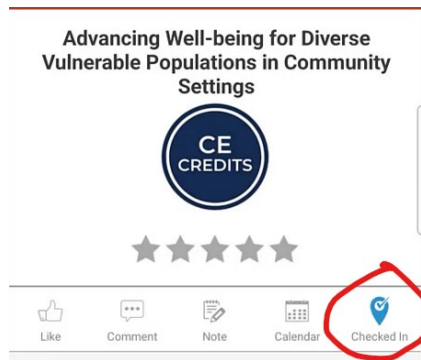 Advancing Well-being for Diverse
Vulnerable Populations in Community
Settings
CE
CREDITS
Like
Comment
Note
Calendar
Checked In